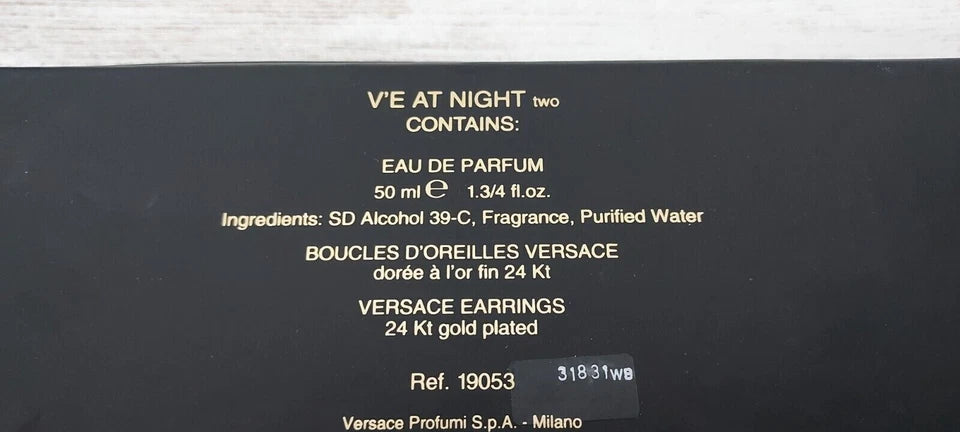 V'E AT NIGHT two
CONTAINS:
EAU DE PARFUM
50 ml ℮ 1.3/4 fl.oz.
Ingredients: SD Alcohol 39-C, Fragrance, Purified Water
BOUCLES D'OREILLES VERSACE
dorée à l'or fin 24 Kt
VERSACE EARRINGS
24 Kt gold plated
Ref. 19053 31831WB
Versace Profumi S.p.A. - Milano